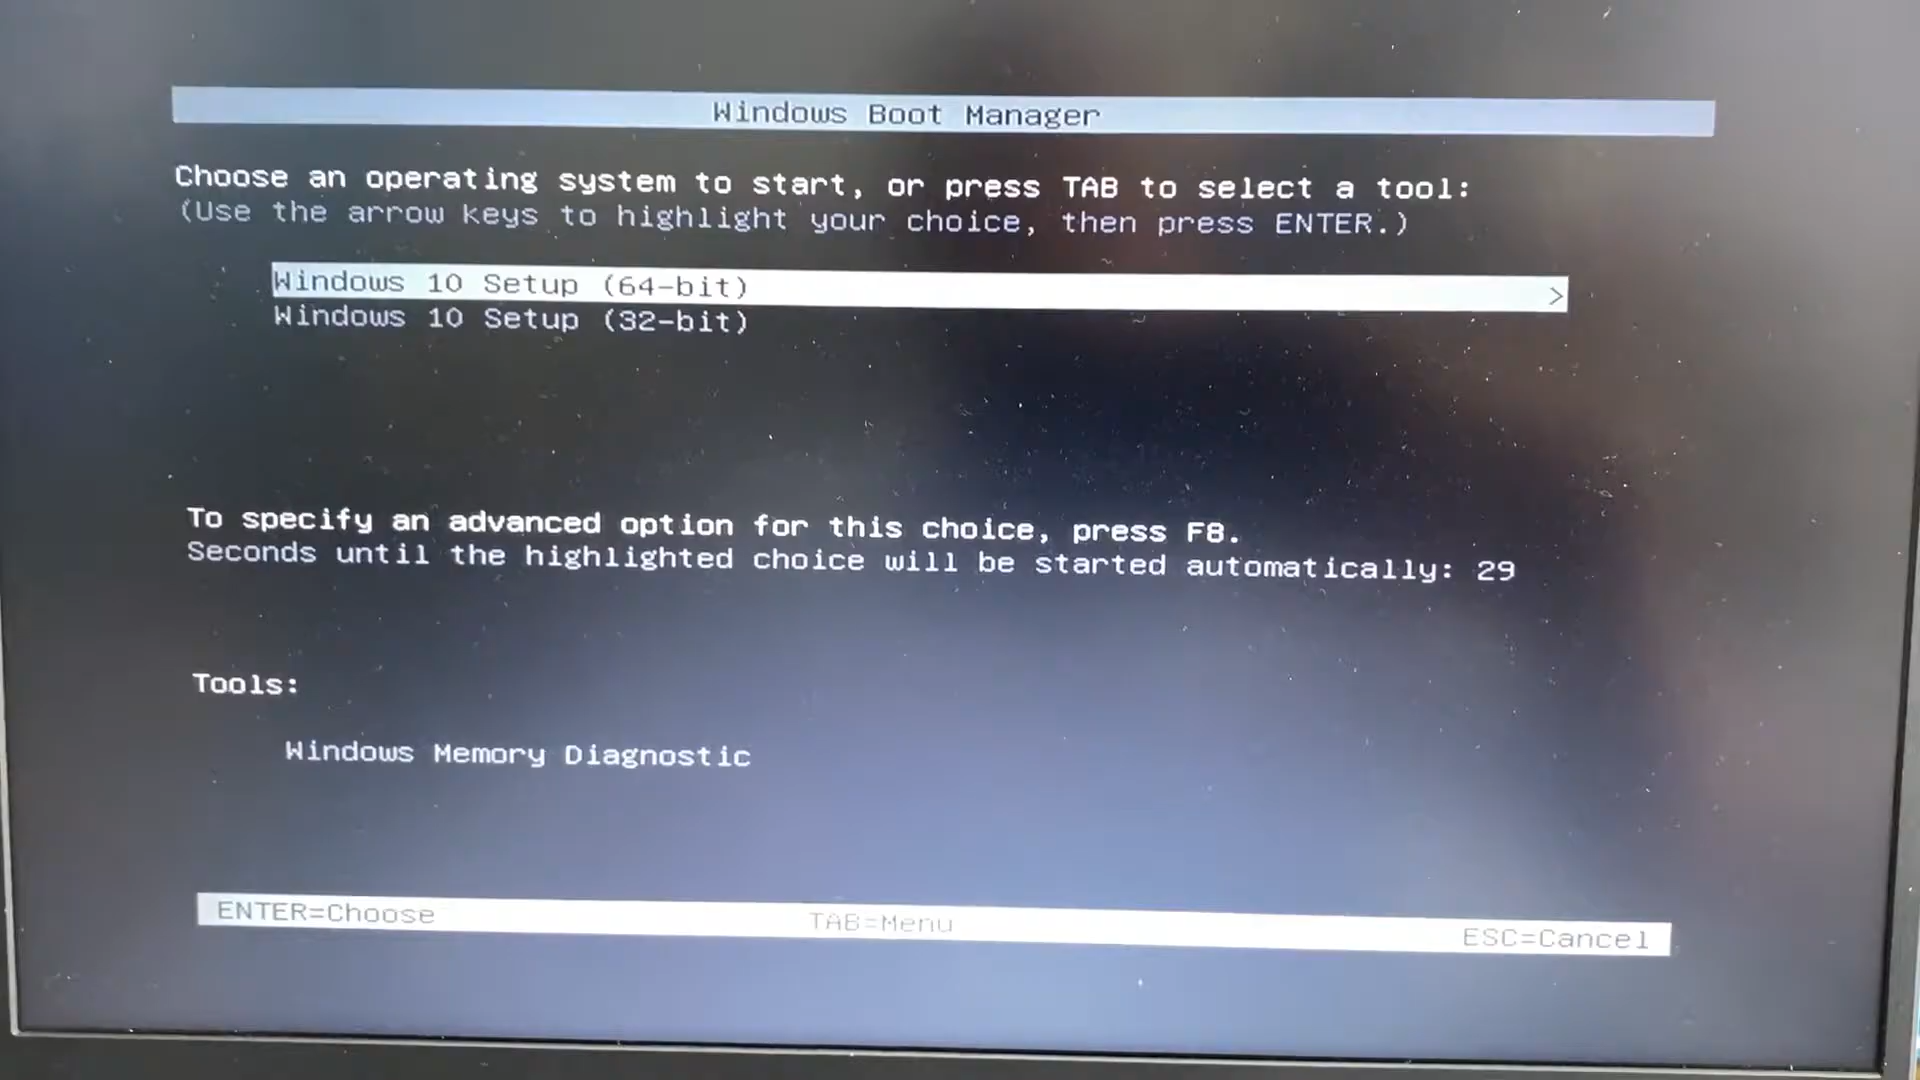 Windows Boot Manager
Choose an operating system to start, or press TAB to select a tool:
(Use the arrow keys to highlight your choice, then press ENTER.)
Windows 10 Setup (64-bit) >
Windows 10 Setup (32-bit)
To specify an advanced option for this choice, press F8.
Seconds until the highlighted choice will be started automatically: 29
Tools:
Windows Memory Diagnostic
ENTER=Choose TAB=Menu ESC=Cancel